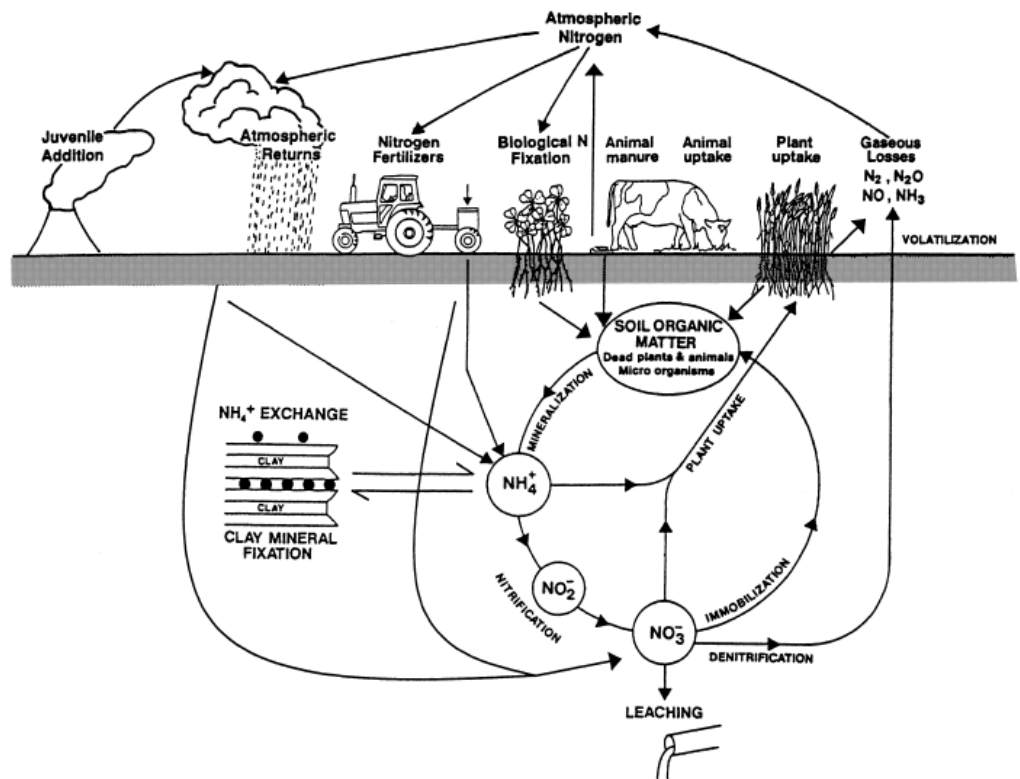 Atmospheric
Nitrogen
Juvenile
Addition
Atmospheric
Returns
Nitrogen
Fertilizers
Biological N
Fixation
Animal
manure
Animal
uptake
Plant
uptake
Gaseous
Losses
N₂ , N₂O
NO , NH₃
VOLATILIZATION
SOIL ORGANIC
MATTER
Dead plants & animals
Micro organisms
MINERALIZATION
NH₄⁺ EXCHANGE
CLAY
CLAY
CLAY MINERAL
FIXATION
NH₄⁺
PLANT UPTAKE
NITRIFICATION
NO₂⁻
NO₃⁻
IMMOBILIZATION
DENITRIFICATION
LEACHING